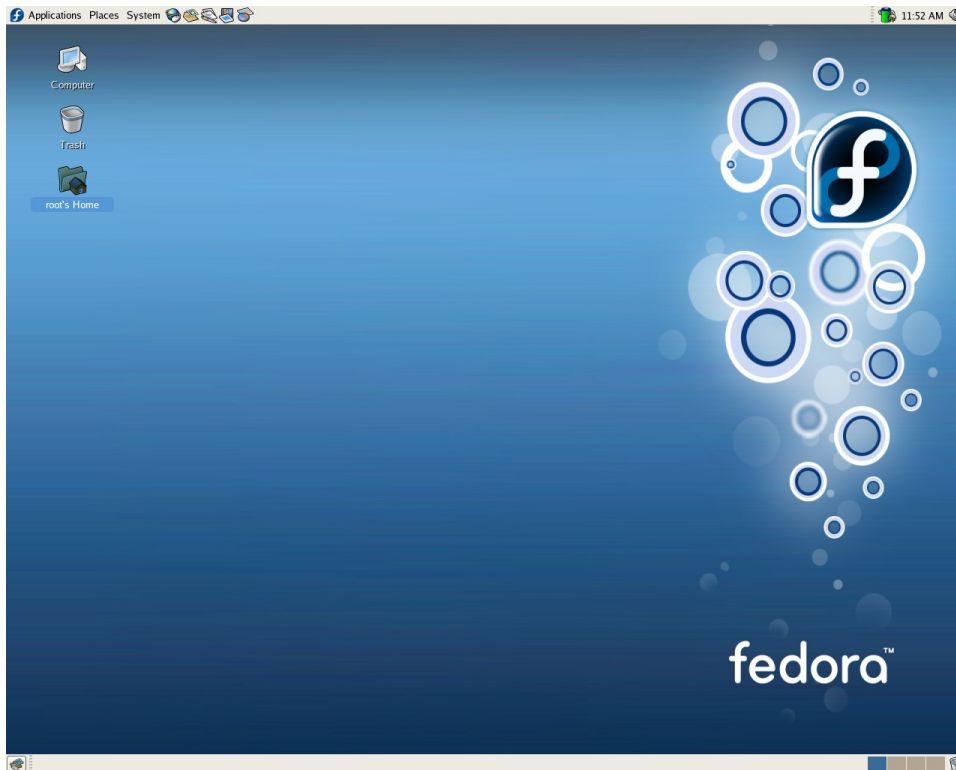 Applications Places System 11:52 AM
Computer
Trash
root's Home
fedora™